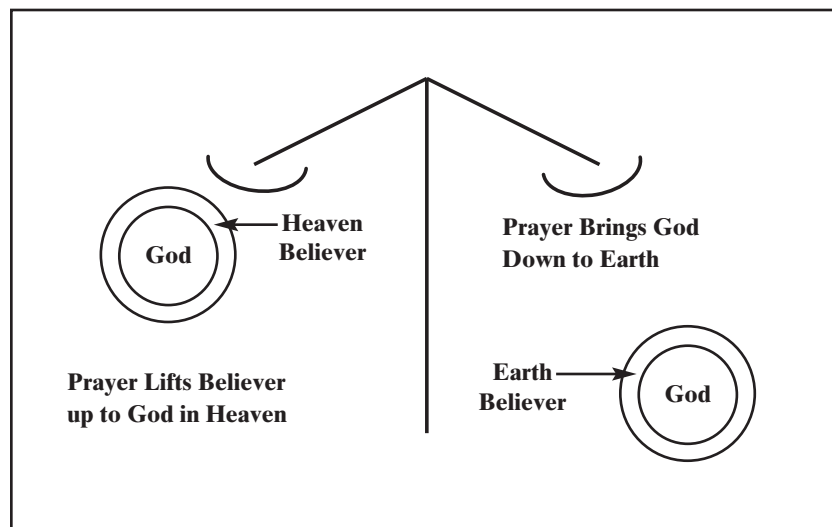 God
Heaven
Believer
Prayer Lifts Believer
up to God in Heaven
Prayer Brings God
Down to Earth
Earth
Believer
God